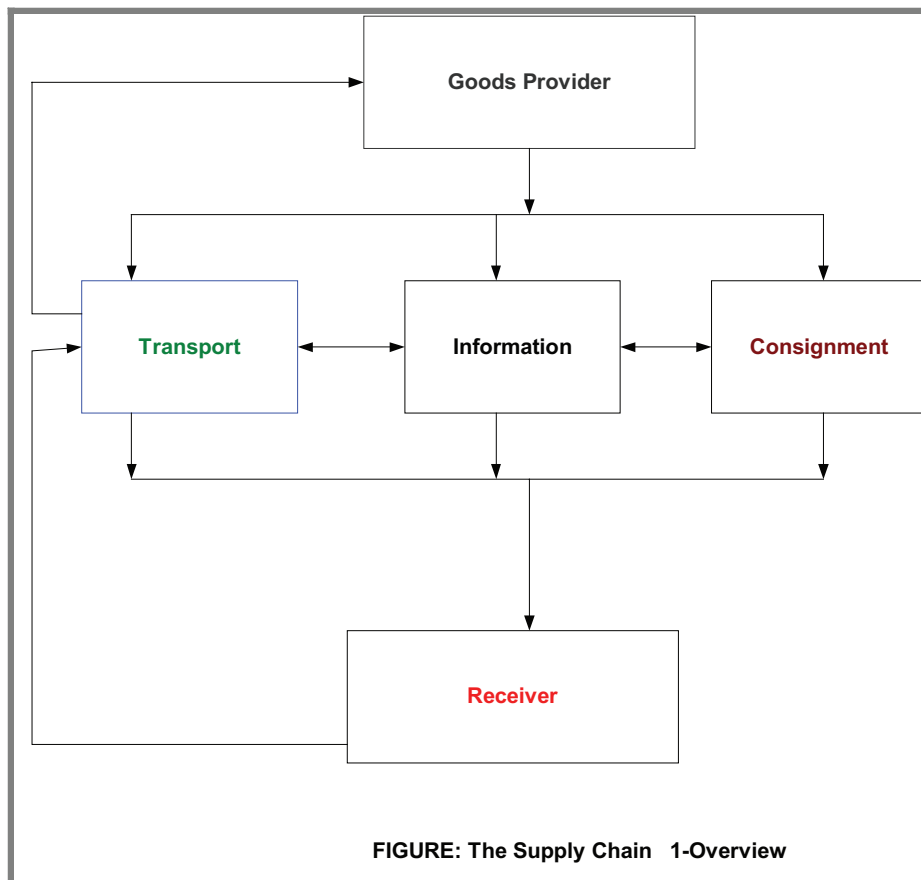 Goods Provider
Transport
Information
Consignment
Receiver
FIGURE: The Supply Chain 1-Overview